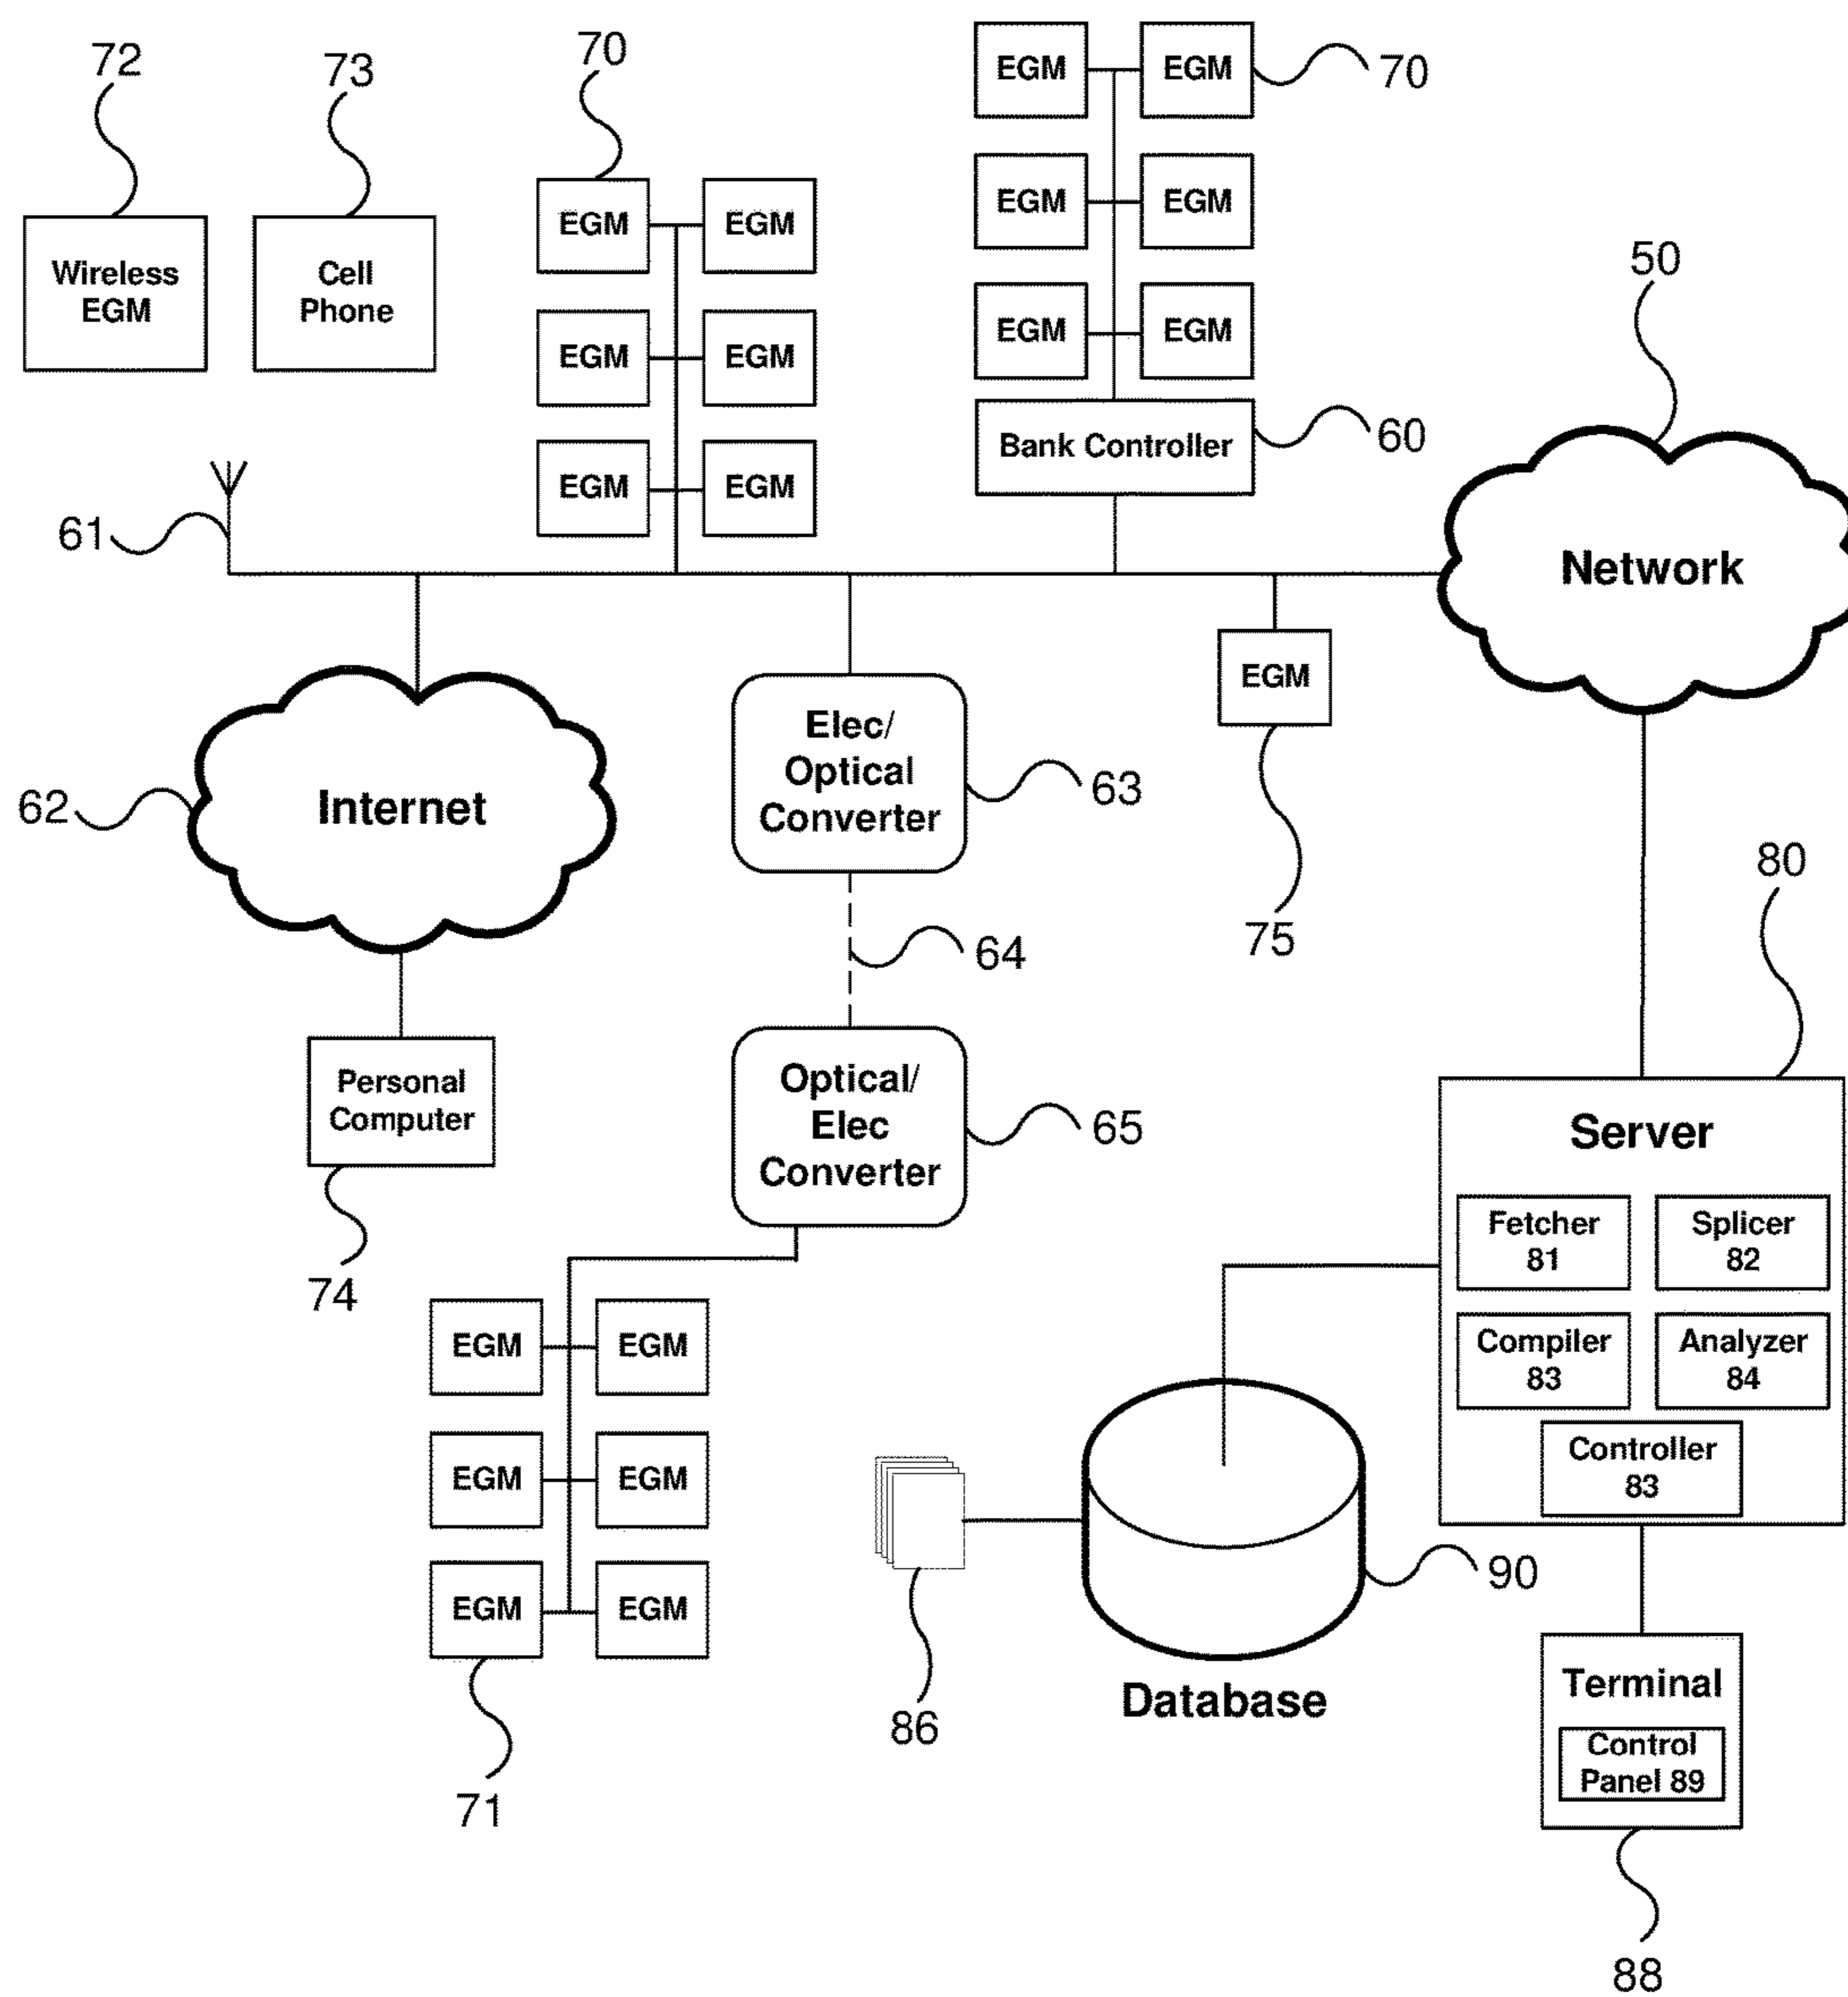 72
73
70
EGM EGM
70
Wireless
EGM
Cell
Phone
EGM EGM
EGM EGM
EGM EGM
EGM EGM
EGM EGM
50
Bank Controller
60
61
Network
EGM
Internet
62
Elec/
Optical
Converter
63
75
64
80
Personal
Computer
74
Optical/
Elec
Converter
65
Server
Fetcher
81
Splicer
82
Compiler
83
Analyzer
84
Controller
83
EGM EGM
EGM EGM
EGM EGM
71
86
90
Database
Terminal
Control
Panel 89
88